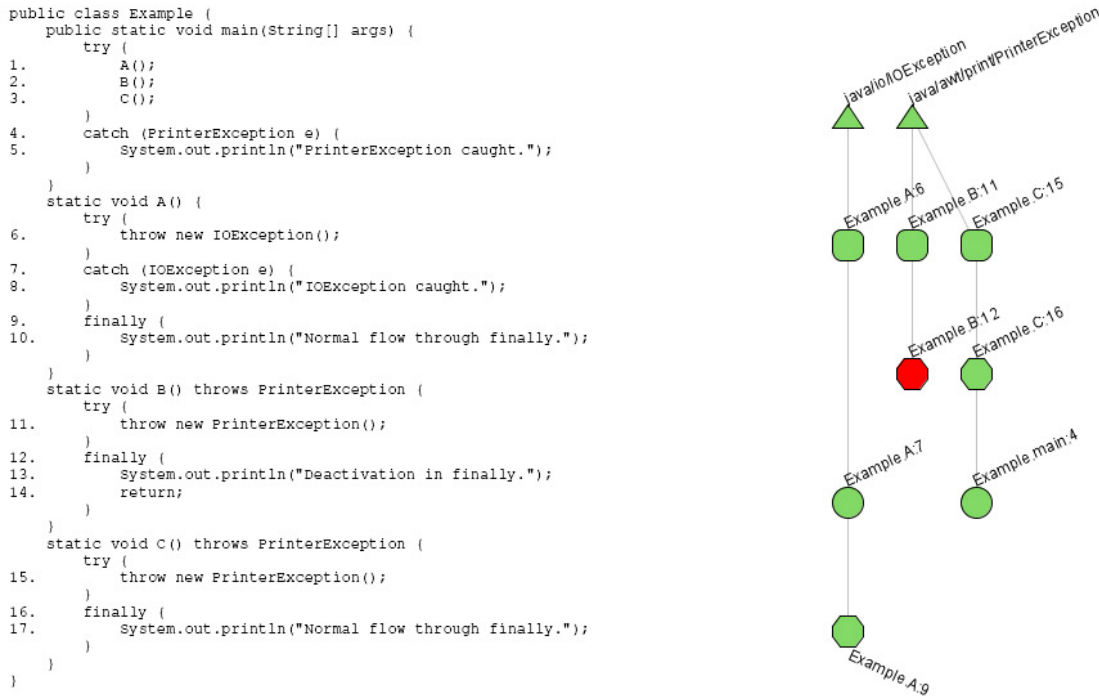 public class Example {
public static void main(String[] args) {
try {
1. A();
2. B();
3. C();
}
4. catch (PrinterException e) {
5. System.out.println("PrinterException caught.");
}
}
static void A() {
try {
6. throw new IOException();
}
7. catch (IOException e) {
8. System.out.println("IOException caught.");
}
9. finally {
10. System.out.println("Normal flow through finally.");
}
}
static void B() throws PrinterException {
try {
11. throw new PrinterException();
}
12. finally {
13. System.out.println("Deactivation in finally.");
14. return;
}
}
static void C() throws PrinterException {
try {
15. throw new PrinterException();
}
16. finally {
17. System.out.println("Normal flow through finally.");
}
}
}
java/io/IOException
java/awt/print/PrinterException
Example.A:6
Example.B:11
Example.C:15
Example.B:12
Example.C:16
Example.A:7
Example.main:4
Example.A:9